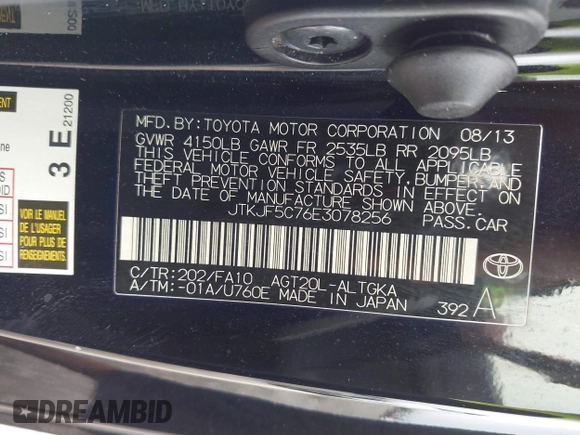 MFD.BY:TOYOTA MOTOR CORPORATION 08/13
GVWR 4150LB GAWR FR 2535LB RR 2095LB
THIS VEHICLE CONFORMS TO ALL APPLICABLE
FEDERAL MOTOR VEHICLE SAFETY,BUMPER,AND
THEFT PREVENTION STANDARDS IN EFFECT ON
THE DATE OF MANUFACTURE SHOWN ABOVE.
JTKJF5C76E3078256 PASS.CAR
C/TR:202/FA10 AGT20L-ALTGKA
A/TM:-01A/U760E MADE IN JAPAN 392 A
TOYOTA
3 E
21200
VOIR LE MANUEL
DE L'USAGER
POUR PLUS DE
RENSEIGNEMENTS
DREAMBID